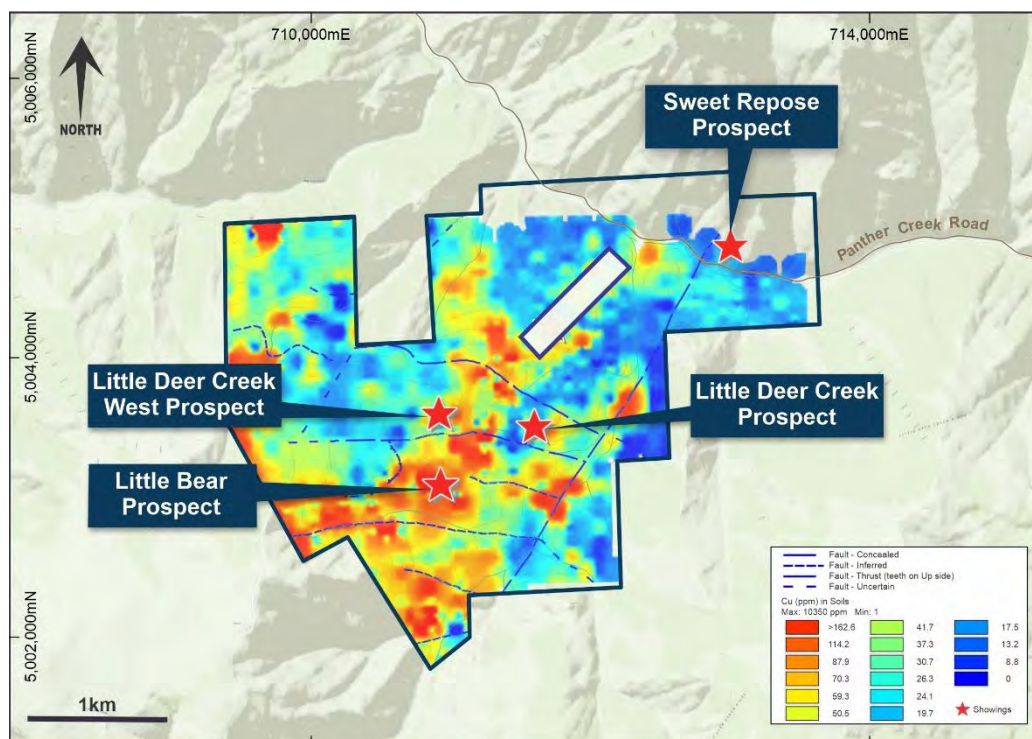 710,000mE
714,000mE
5,006,000mN
NORTH
Sweet Repose
Prospect
Panther Creek Road
5,004,000mN
Little Deer Creek
West Prospect
Little Deer Creek
Prospect
Little Bear
Prospect
5,002,000mN
1km
Fault - Concealed
Fault - Inferred
Fault - Thrust (teeth on Up side)
Fault - Uncertain
Cu (ppm) in Soils
Max: 10350 ppm Min: 1
>162.6 41.7 17.5
114.2 37.3 13.2
87.9 30.7 8.8
70.3 26.3 0
59.3 24.1
50.5 19.7 Showings